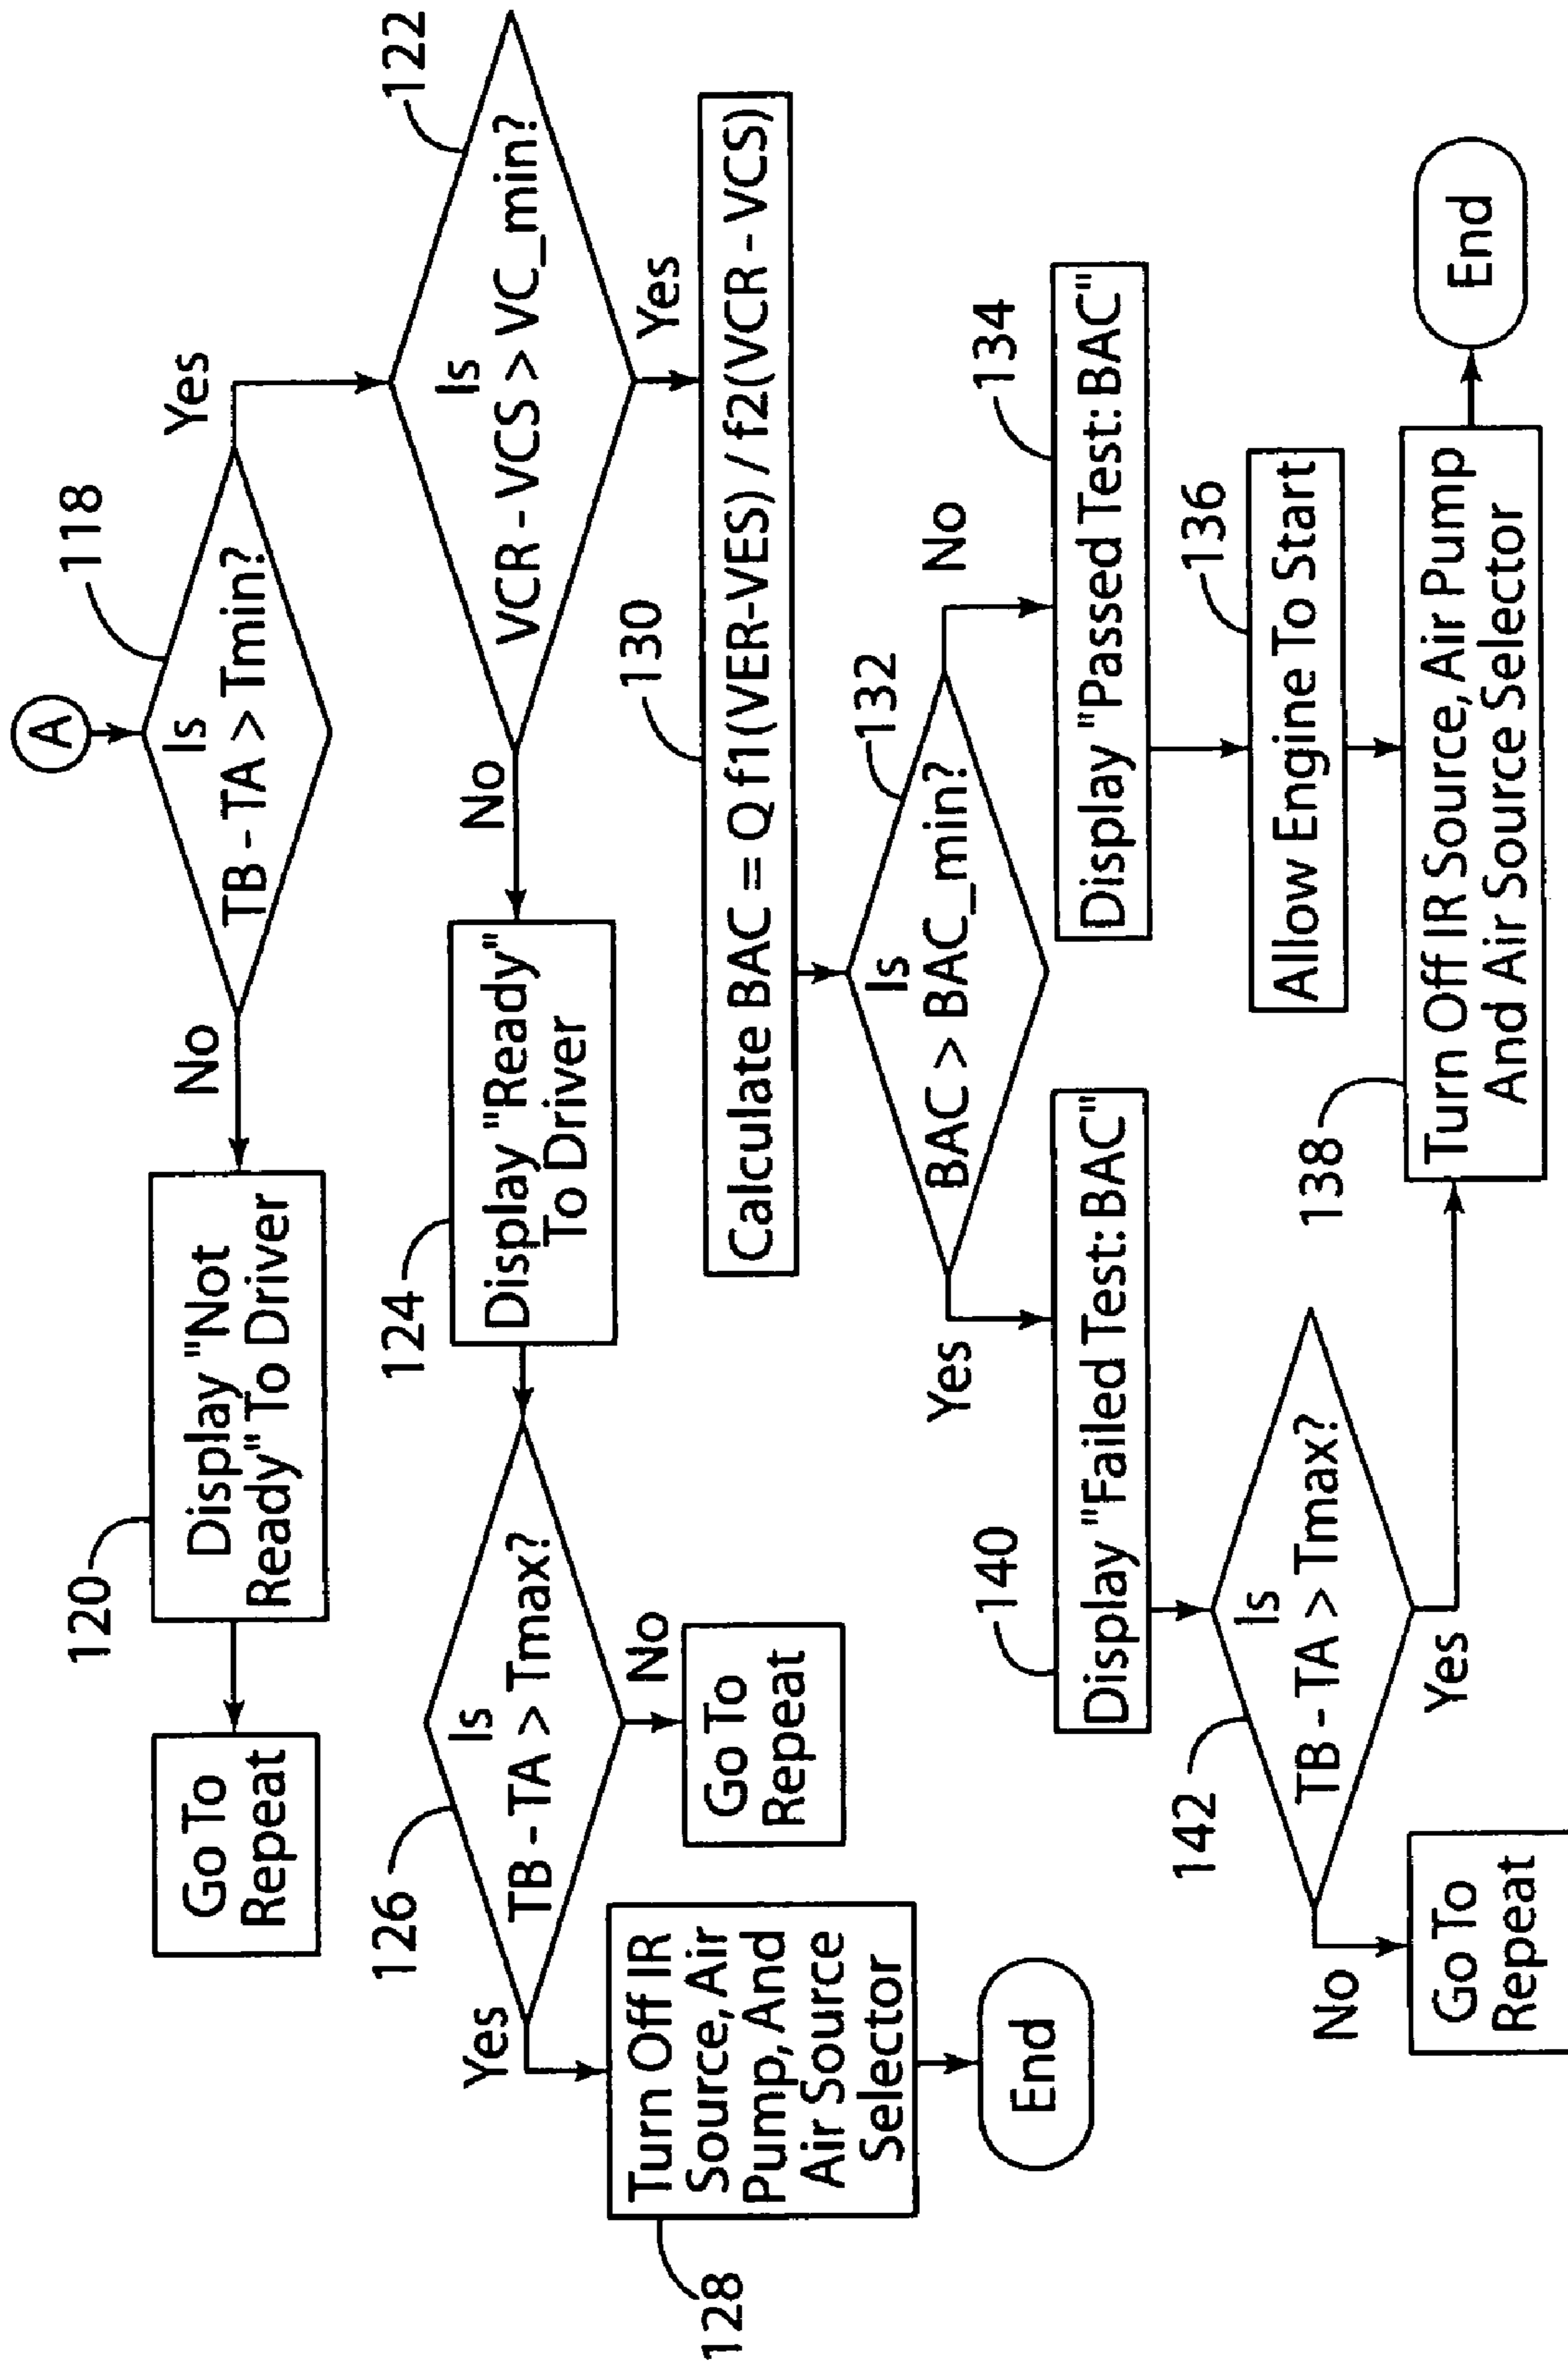 A
118
Is
TB - TA > Tmin?
Yes
No
120
Display "Not
Ready" To Driver
Go To
Repeat
122
Is
VCR - VCS > VC_min?
No
Yes
124
Display "Ready"
To Driver
126
Is
TB - TA > Tmax?
Yes
No
Go To
Repeat
128
Turn Off IR
Source, Air
Pump, And
Air Source
Selector
End
130
Calculate BAC = Q f1(VER-VES) / f2(VCR - VCS)
132
Is
BAC > BAC_min?
Yes
No
134
Display "Passed Test: BAC"
136
Allow Engine To Start
138
Turn Off IR Source, Air Pump
And Air Source Selector
End
140
Display "Failed Test: BAC"
142
Is
TB - TA > Tmax?
Yes
No
Go To
Repeat